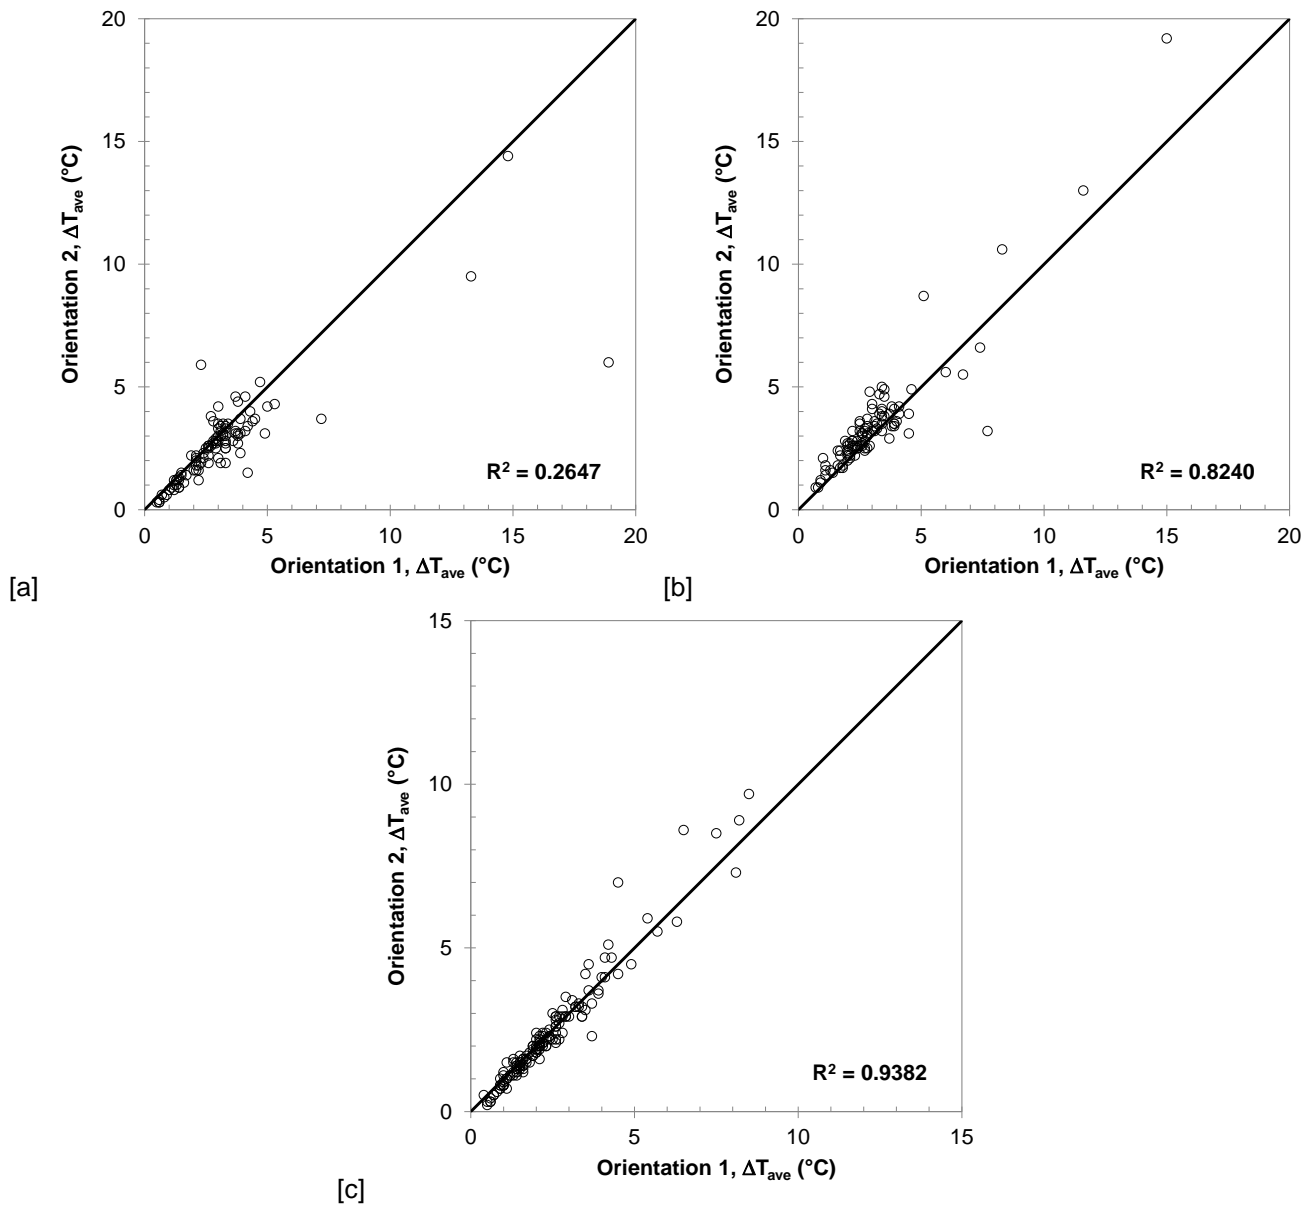 20
15
10
5
0
Orientation 2, ΔTave (°C)
R2 = 0.2647
0 5 10 15 20
Orientation 1, ΔTave (°C)
[a]
20
15
10
5
0
Orientation 2, ΔTave (°C)
R2 = 0.8240
0 5 10 15 20
Orientation 1, ΔTave (°C)
[b]
15
10
5
0
Orientation 2, ΔTave (°C)
R2 = 0.9382
0 5 10 15
Orientation 1, ΔTave (°C)
[c]